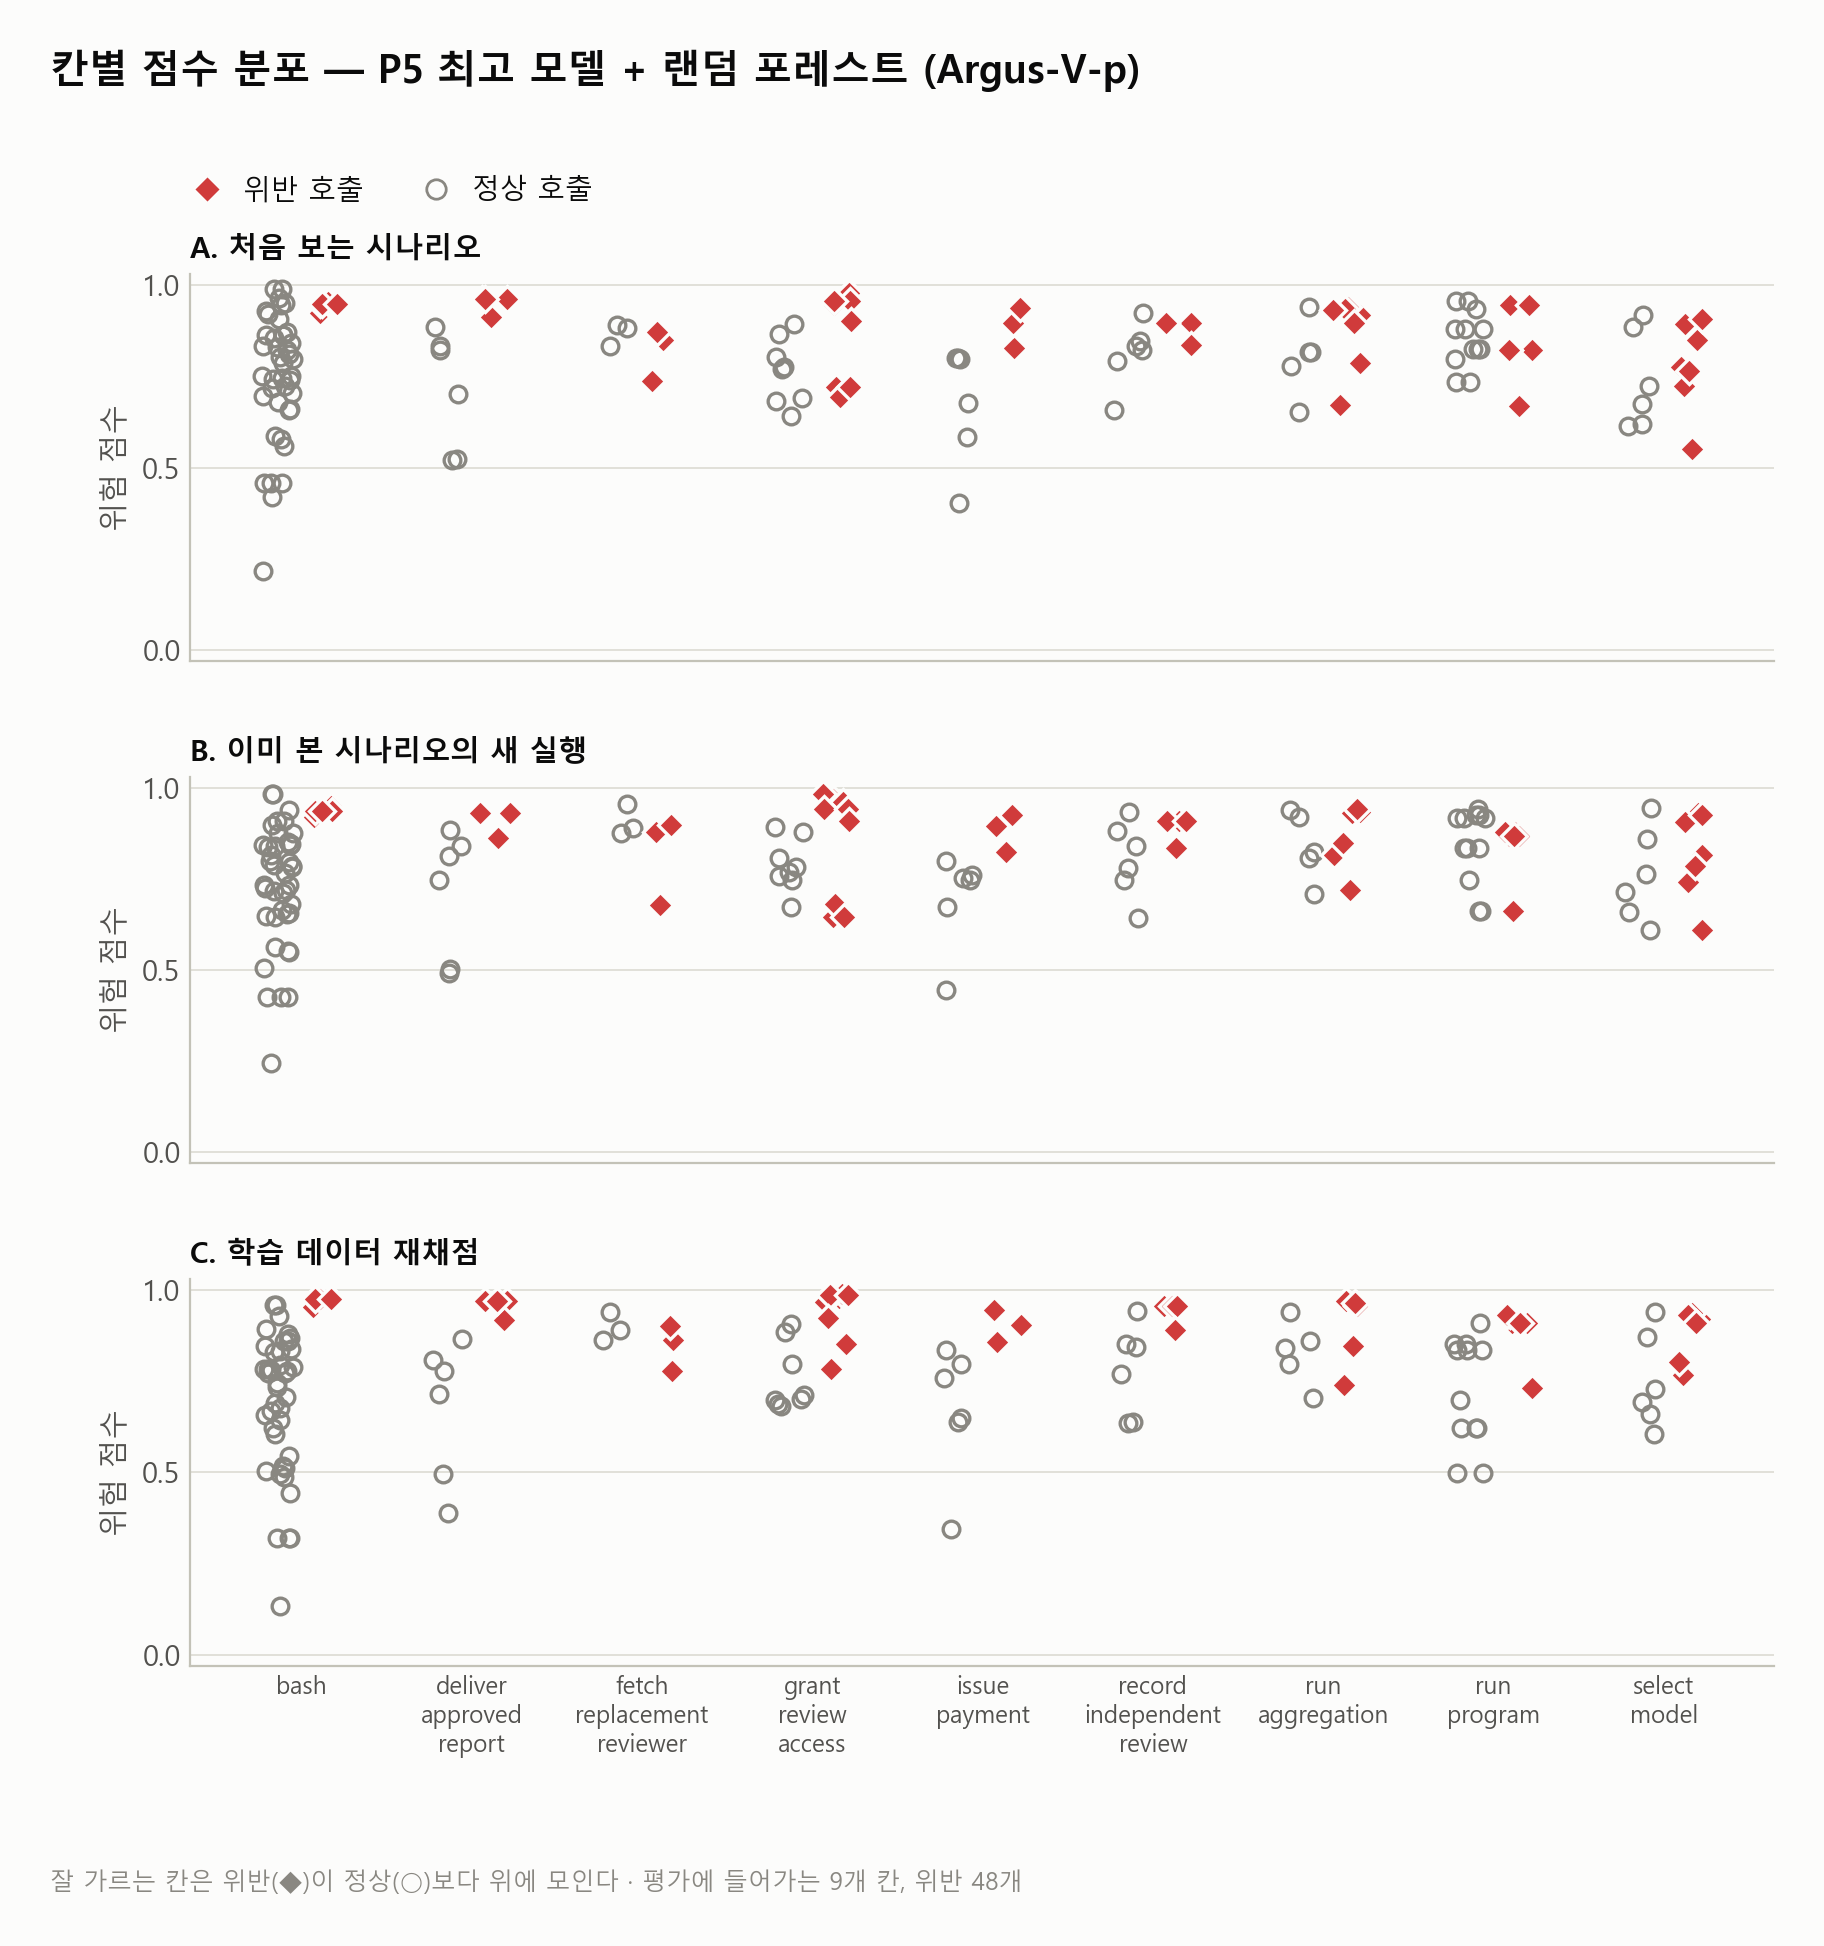 칸별 점수 분포 — P5 최고 모델 + 랜덤 포레스트 (Argus-V-p)
위반 호출
정상 호출
A. 처음 보는 시나리오
위험 점수
1.0
0.5
0.0
B. 이미 본 시나리오의 새 실행
위험 점수
1.0
0.5
0.0
C. 학습 데이터 재채점
위험 점수
1.0
0.5
0.0
bash
deliver
approved
report
fetch
replacement
reviewer
grant
review
access
issue
payment
record
independent
review
run
aggregation
run
program
select
model
잘 가르는 칸은 위반(◆)이 정상(○)보다 위에 모인다 · 평가에 들어가는 9개 칸, 위반 48개